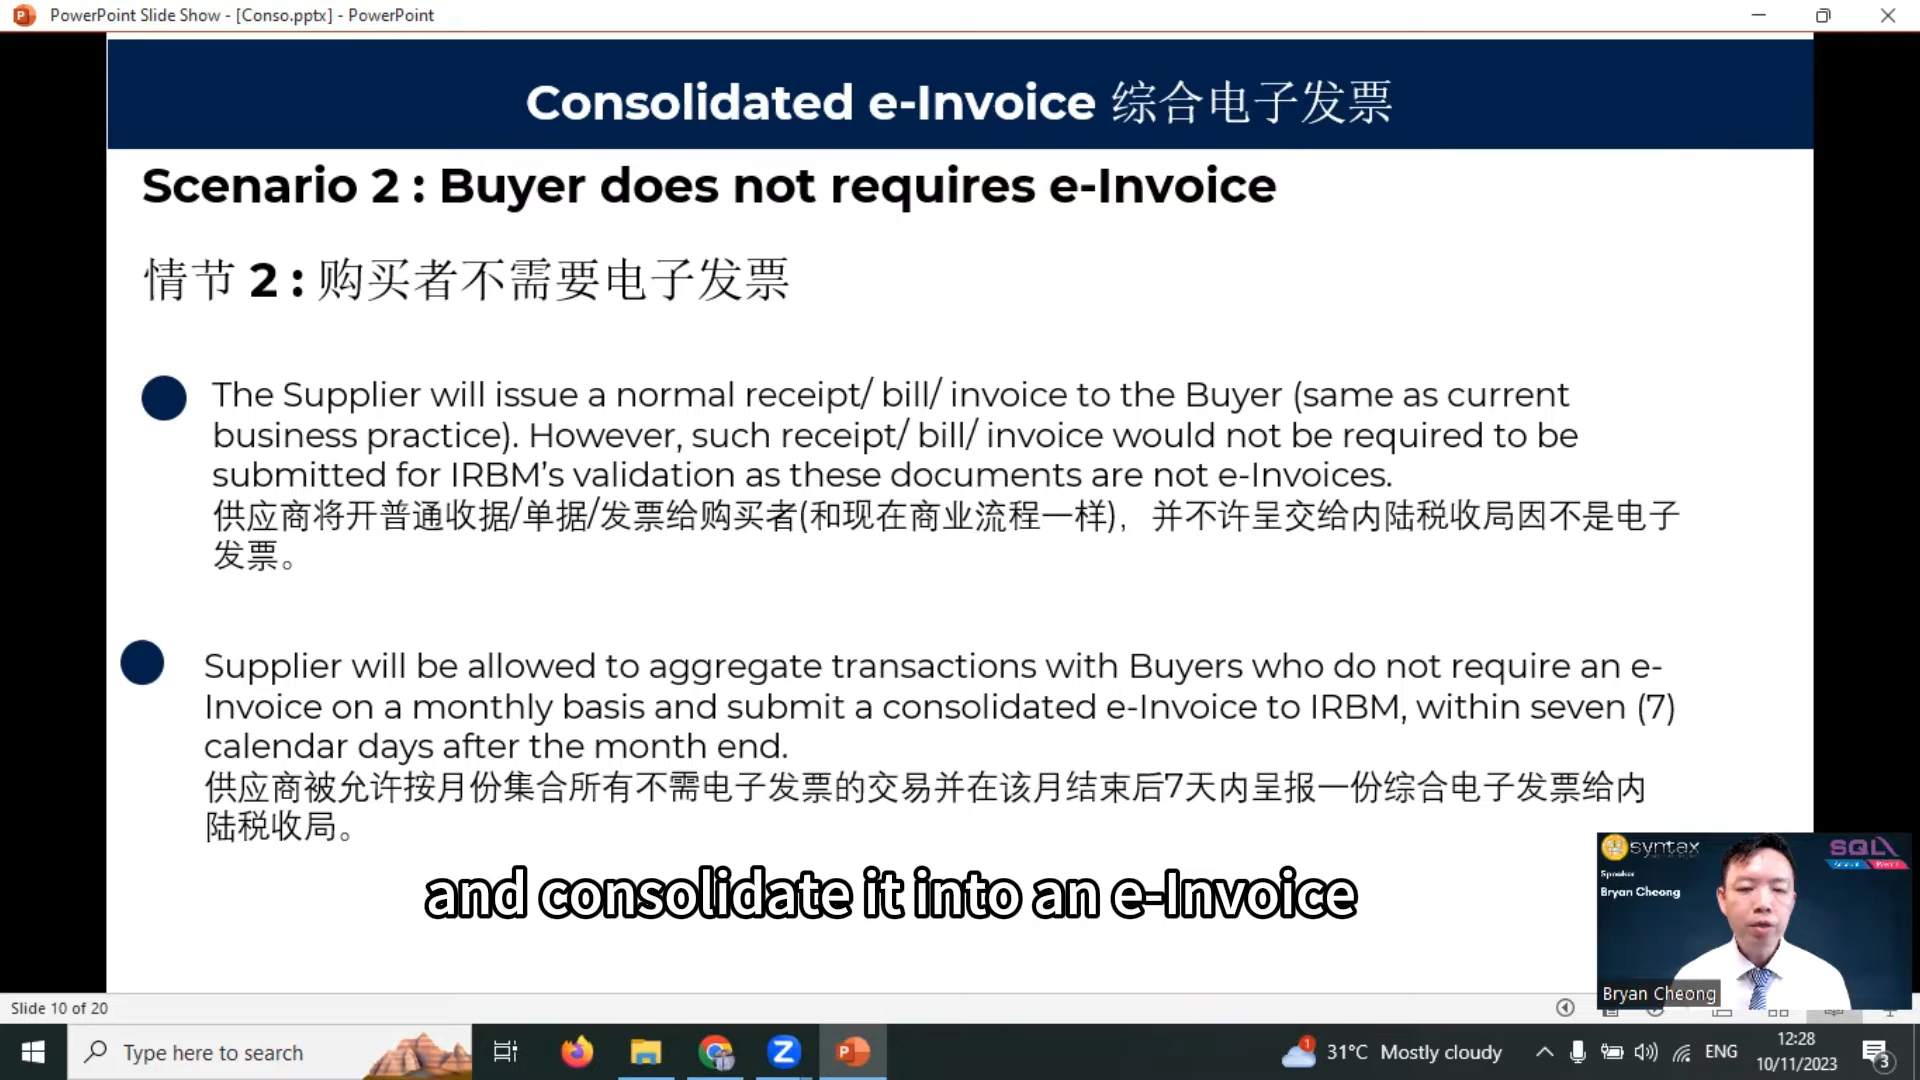 PowerPoint Slide Show - [Conso.pptx] - PowerPoint
Consolidated e-Invoice 综合电子发票
Scenario 2 : Buyer does not requires e-Invoice
情节 2 : 购买者不需要电子发票
The Supplier will issue a normal receipt/ bill/ invoice to the Buyer (same as current
business practice). However, such receipt/ bill/ invoice would not be required to be
submitted for IRBM’s validation as these documents are not e-Invoices.
供应商将开普通收据/单据/发票给购买者(和现在商业流程一样)，并不许呈交给内陆税收局因不是电子
发票。
Supplier will be allowed to aggregate transactions with Buyers who do not require an e-
Invoice on a monthly basis and submit a consolidated e-Invoice to IRBM, within seven (7)
calendar days after the month end.
供应商被允许按月份集合所有不需电子发票的交易并在该月结束后7天内呈报一份综合电子发票给内
陆税收局。
and consolidate it into an e-Invoice
syntax
SQL
Speaker
Bryan Cheong
Bryan Cheong
Slide 10 of 20
Type here to search
1
31°C Mostly cloudy
ENG
12:28
10/11/2023
3